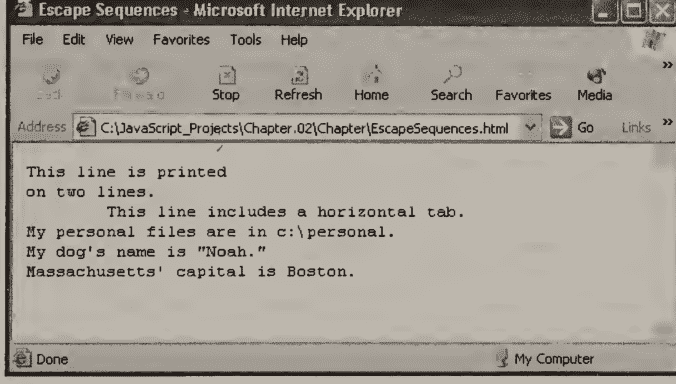 Escape Sequences - Microsoft Internet Explorer
File Edit View Favorites Tools Help
Stop Refresh Home Search Favorites Media
Address C:\JavaScript_Projects\Chapter.02\Chapter\EscapeSequences.html Go Links
This line is printed
on two lines.
This line includes a horizontal tab.
My personal files are in c:\personal.
My dog's name is "Noah."
Massachusetts' capital is Boston.
Done My Computer